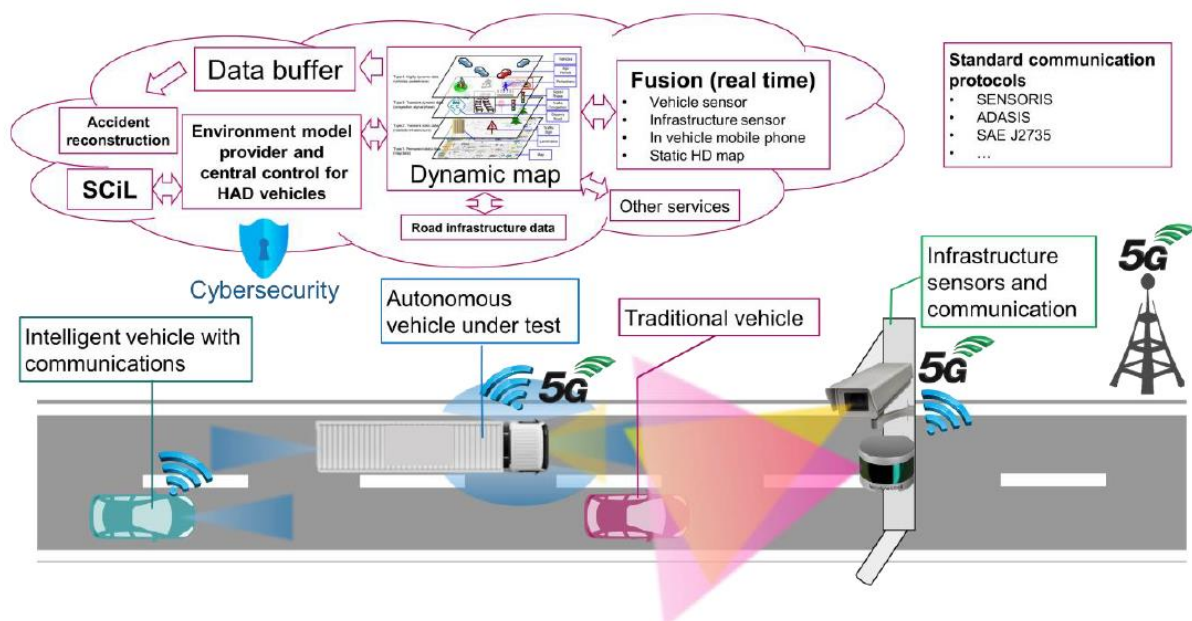 Data buffer
Accident
reconstruction
SCiL
Environment model
provider and
central control for
HAD vehicles
Dynamic map
Road infrastructure data
Fusion (real time)
• Vehicle sensor
• Infrastructure sensor
• In vehicle mobile phone
• Static HD map
Other services
Standard communication
protocols
• SENSORIS
• ADASIS
• SAE J2735
• ...
Cybersecurity
Intelligent vehicle with
communications
Autonomous
vehicle under test
5G
Traditional vehicle
Infrastructure
sensors and
communication
5G
5G